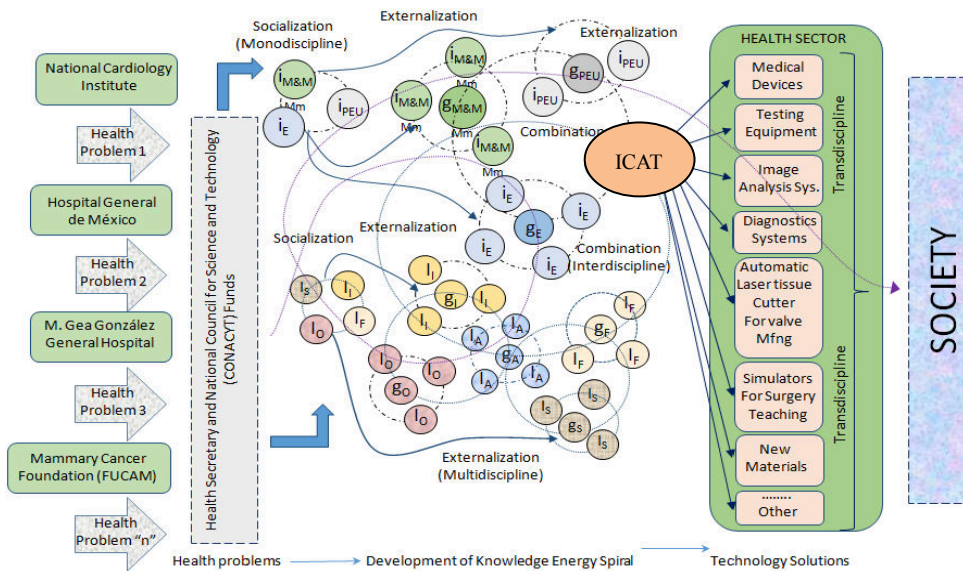 National Cardiology
Institute
Health
Problem 1
Hospital General
de México
Health
Problem 2
M. Gea González
General Hospital
Health
Problem 3
Mammary Cancer
Foundation (FUCAM)
Health
Problem "n"
Health Secretary and National Council for Science and Technology
(CONACYT) Funds
Socialization
(Monodiscipline)
Externalization
Externalization
iM&M
Mm
iPEU
iE
iM&M
Mm
iM&M
Mm
gM&M
Mm
iM&M
Mm
iPEU
iPEU
gPEU
iPEU
Combination
iE
iE
gE
iE
iE
Combination
(Interdiscipline)
Socialization
Externalization
IS
II
IO
IF
II
gI
II
II
IA
IA
gA
IA
IA
IF
gF
IF
IF
IO
IO
gO
IO
IS
IS
gS
IS
Externalization
(Multidiscipline)
ICAT
HEALTH SECTOR
Medical
Devices
Testing
Equipment
Image
Analysis Sys.
Diagnostics
Systems
Automatic
Laser tissue
Cutter
For valve
Mfng
Simulators
For Surgery
Teaching
New
Materials
........
Other
Transdiscipline
Transdiscipline
SOCIETY
Health problems
Development of Knowledge Energy Spiral
Technology Solutions